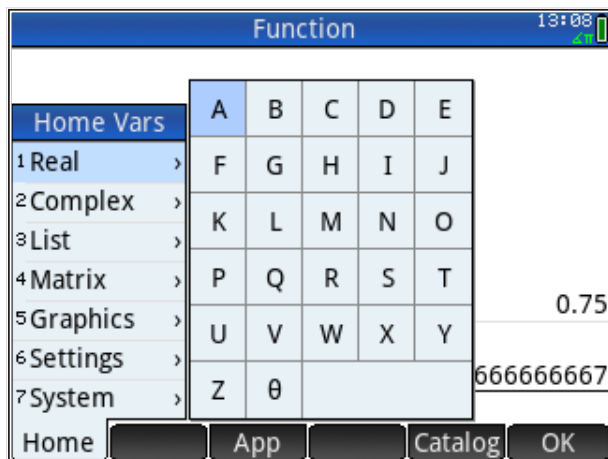 Function 13:08
∡π
A B C D E
Home Vars
1 Real ›
F G H I J
2 Complex ›
K L M N O
3 List ›
4 Matrix ›
P Q R S T
0.75
5 Graphics ›
U V W X Y
6 Settings ›
666666667
7 System ›
Z θ
Home App Catalog OK